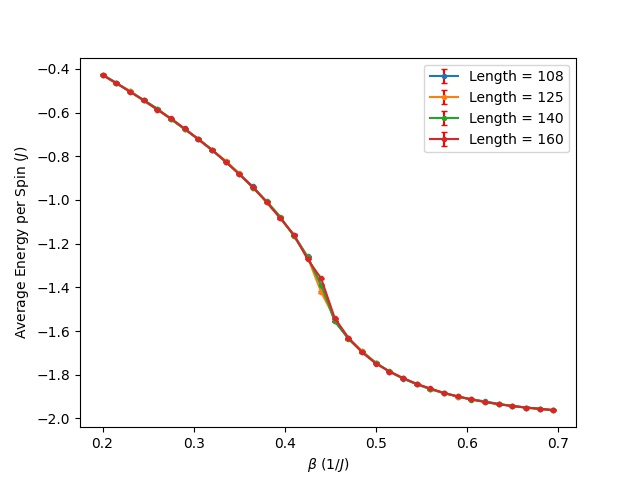 Length = 108
Length = 125
Length = 140
Length = 160
Average Energy per Spin (J)
−0.4
−0.6
−0.8
−1.0
−1.2
−1.4
−1.6
−1.8
−2.0
0.2 0.3 0.4 0.5 0.6 0.7
β (1/J)